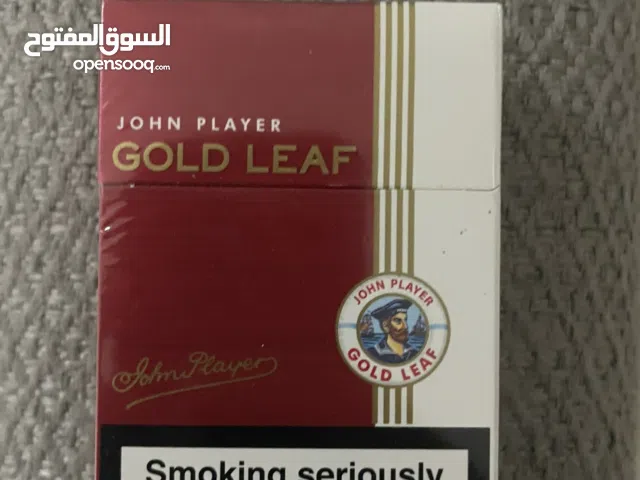 السوق المفتوح
opensooq.com
JOHN PLAYER
GOLD LEAF
JOHN PLAYER
GOLD LEAF
John Player
Smoking seriously